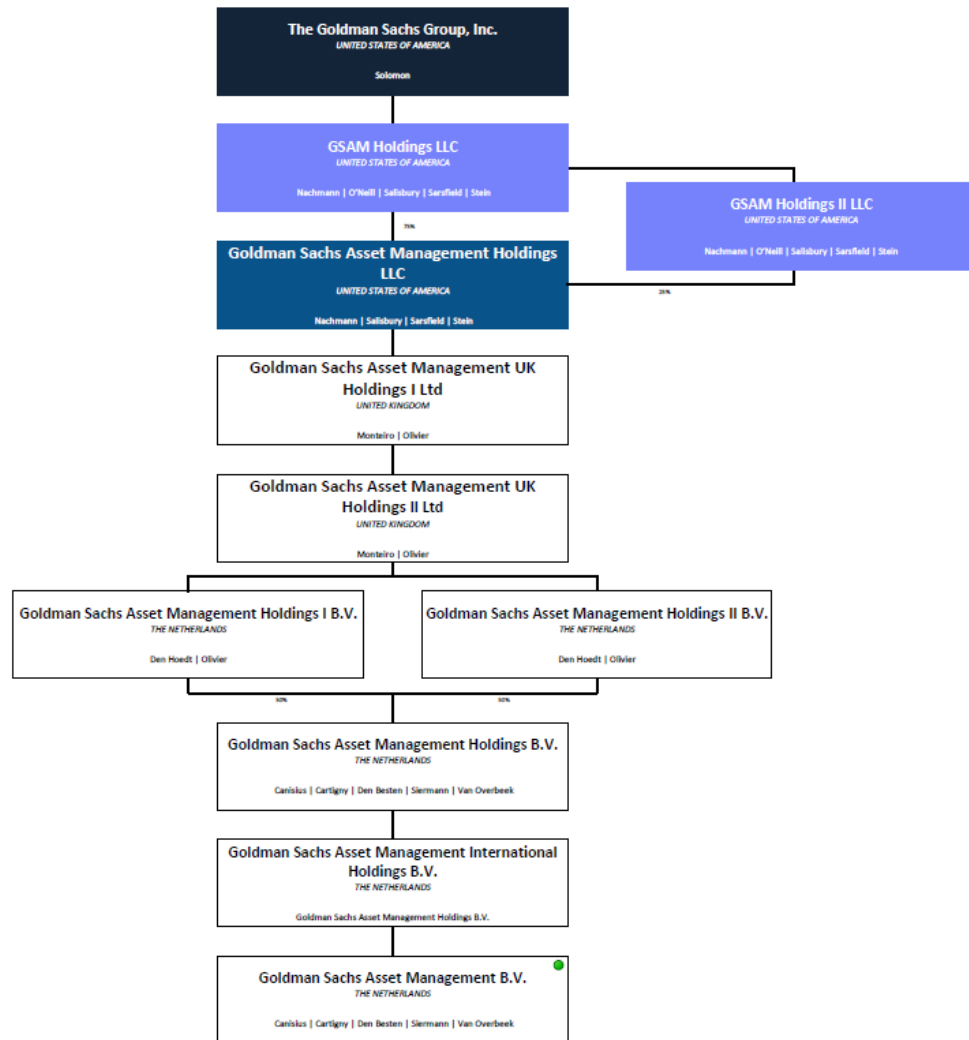 The Goldman Sachs Group, Inc.
UNITED STATES OF AMERICA
Solomon
GSAM Holdings LLC
UNITED STATES OF AMERICA
Nachmann | O'Neill | Salisbury | Sarsfield | Stein
GSAM Holdings II LLC
UNITED STATES OF AMERICA
Nachmann | O'Neill | Salisbury | Sarsfield | Stein
75%
Goldman Sachs Asset Management Holdings
LLC
UNITED STATES OF AMERICA
Nachmann | Salisbury | Sarsfield | Stein
25%
Goldman Sachs Asset Management UK
Holdings I Ltd
UNITED KINGDOM
Monteiro | Olivier
Goldman Sachs Asset Management UK
Holdings II Ltd
UNITED KINGDOM
Monteiro | Olivier
Goldman Sachs Asset Management Holdings I B.V.
THE NETHERLANDS
Den Hoedt | Olivier
Goldman Sachs Asset Management Holdings II B.V.
THE NETHERLANDS
Den Hoedt | Olivier
50%
50%
Goldman Sachs Asset Management Holdings B.V.
THE NETHERLANDS
Canisius | Cartigny | Den Besten | Siermann | Van Overbeek
Goldman Sachs Asset Management International
Holdings B.V.
THE NETHERLANDS
Goldman Sachs Asset Management Holdings B.V.
Goldman Sachs Asset Management B.V.
THE NETHERLANDS
Canisius | Cartigny | Den Besten | Siermann | Van Overbeek